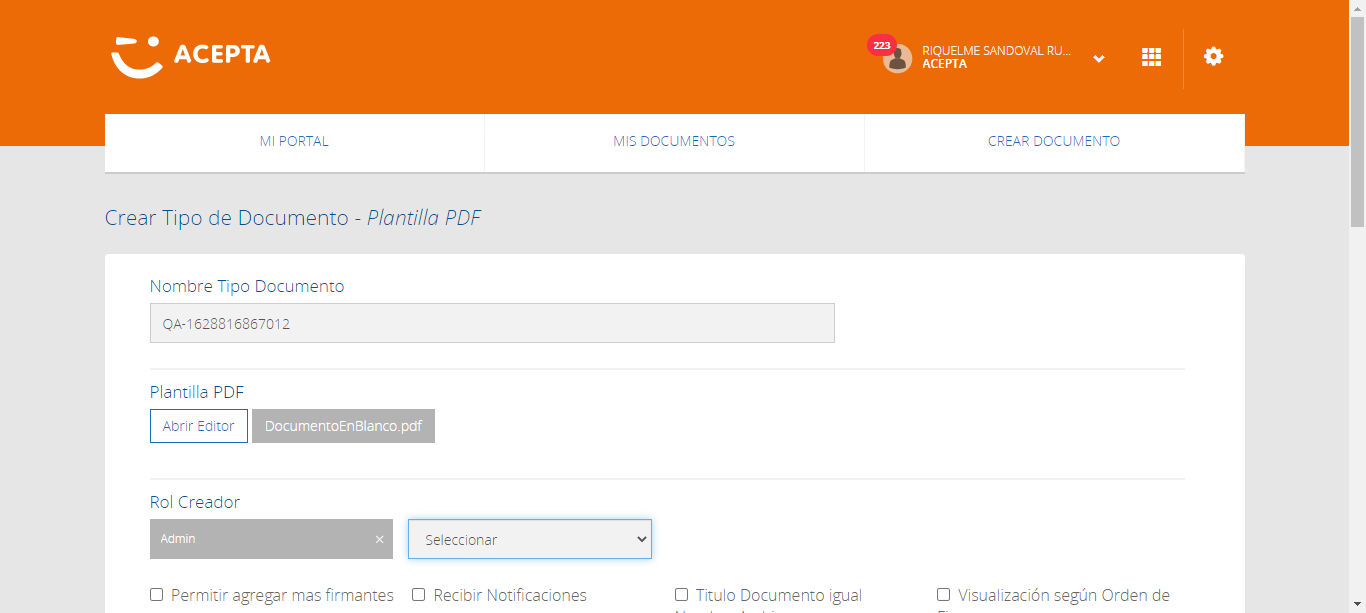 ACEPTA
223
RIQUELME SANDOVAL RU...
ACEPTA
MI PORTAL
MIS DOCUMENTOS
CREAR DOCUMENTO
Crear Tipo de Documento - Plantilla PDF
Nombre Tipo Documento
QA-1628816867012
Plantilla PDF
Abrir Editor
DocumentoEnBlanco.pdf
Rol Creador
Admin ×
Seleccionar
Permitir agregar mas firmantes
Recibir Notificaciones
Titulo Documento igual
Visualización según Orden de